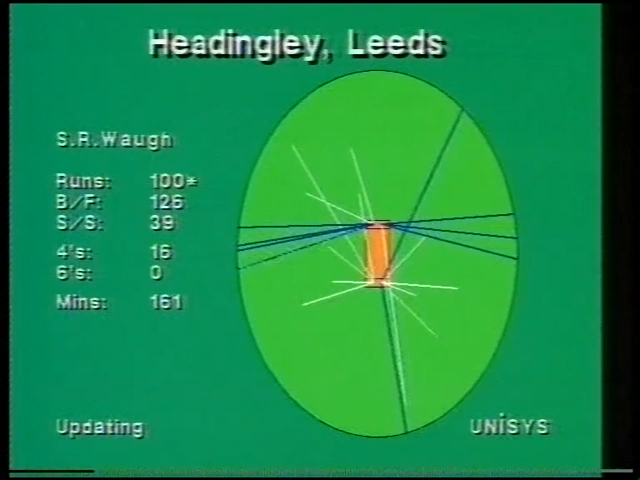 Headingley, Leeds
S.R.Waugh
Runs: 100*
B/F: 126
S/S: 39
4's: 16
6's: 0
Mins: 161
Updating
UNiSYS